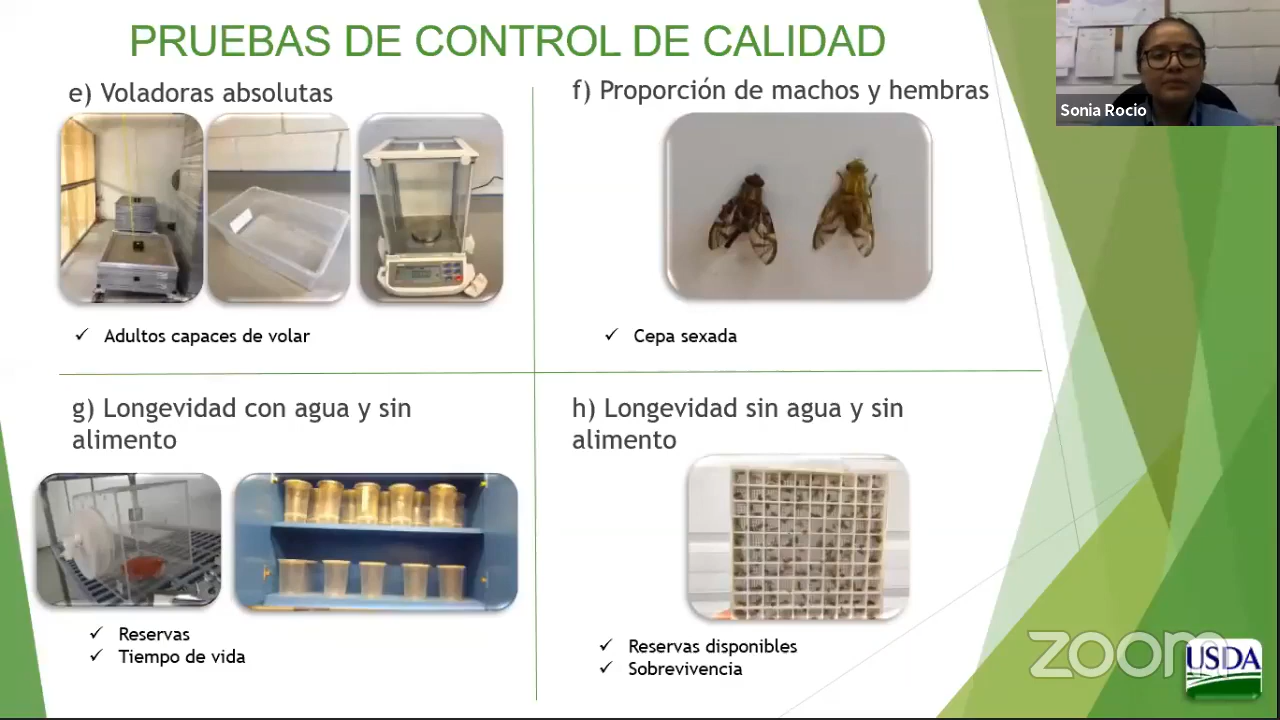 PRUEBAS DE CONTROL DE CALIDAD
Sonia Rocio
e) Voladoras absolutas
✓ Adultos capaces de volar
f) Proporción de machos y hembras
✓ Cepa sexada
g) Longevidad con agua y sin
alimento
✓ Reservas
✓ Tiempo de vida
h) Longevidad sin agua y sin
alimento
✓ Reservas disponibles
✓ Sobrevivencia
zoom
USDA